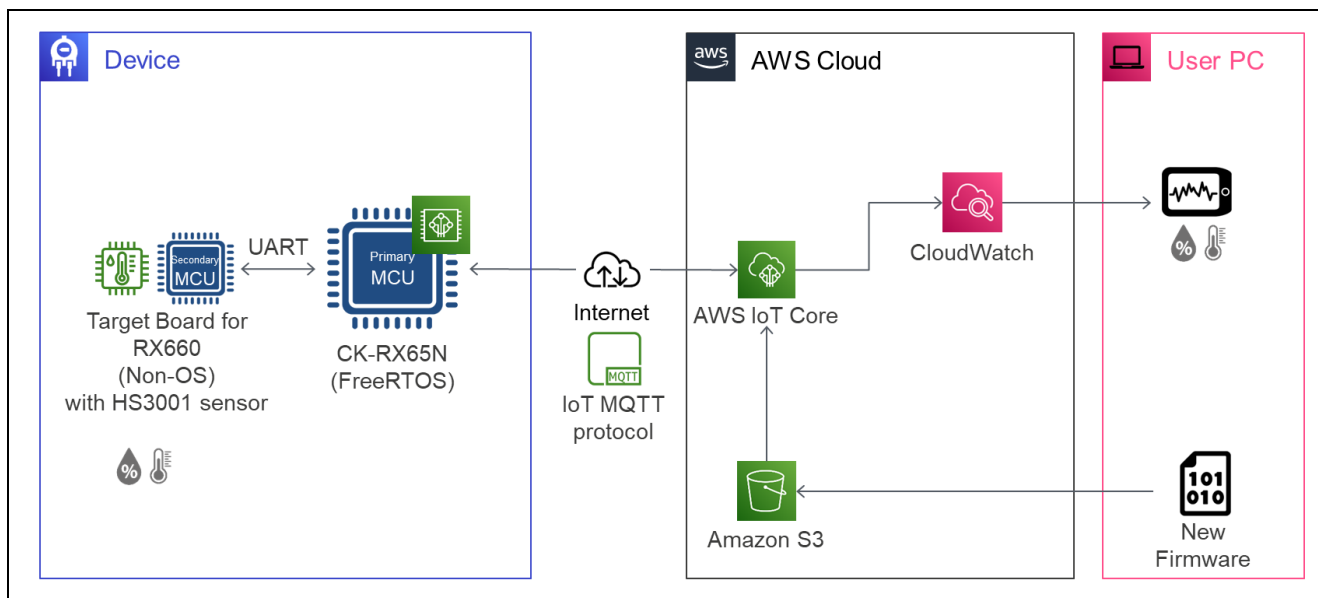 Device
aws
AWS Cloud
User PC
Secondary
MCU
UART
Primary
MCU
Target Board for
RX660
(Non-OS)
with HS3001 sensor
%
CK-RX65N
(FreeRTOS)
Internet
MQTT
IoT MQTT
protocol
AWS IoT Core
CloudWatch
%
Amazon S3
101
010
New
Firmware